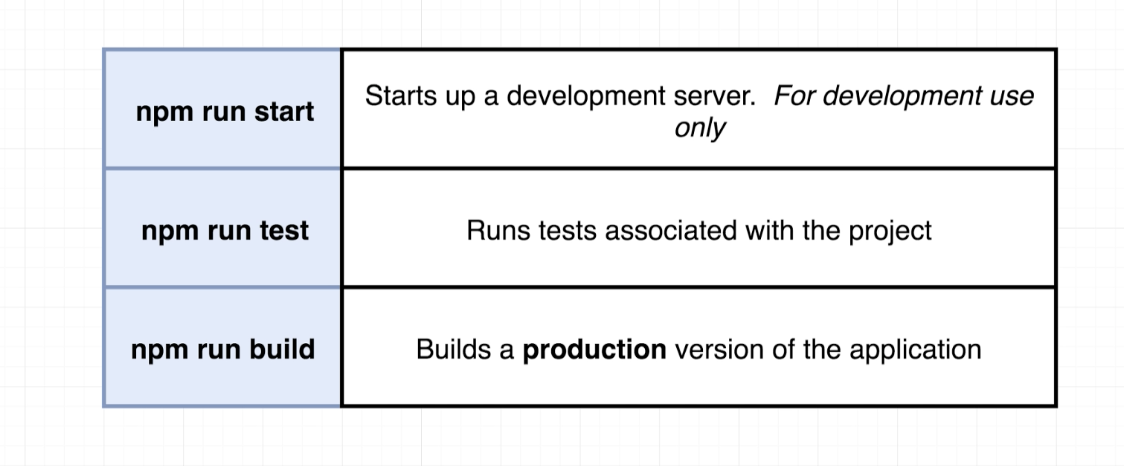 npm run start
Starts up a development server.  For development use
only
npm run test
Runs tests associated with the project
npm run build
Builds a production version of the application